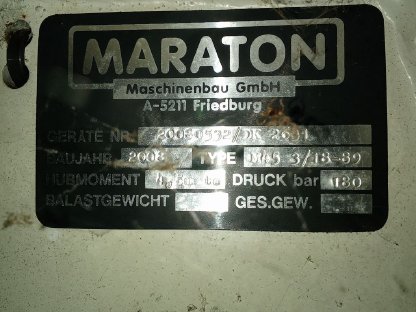 MARATON
Maschinenbau GmbH
A-5211 Friedburg
GERÄTE NR.
BAUJAHR 2008 TYPE
HUBMOMENT DRUCK bar 180
BALASTGEWICHT GES.GEW.